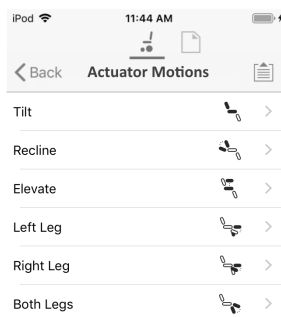 iPod 11:44 AM
Back Actuator Motions
Tilt
Recline
Elevate
Left Leg
Right Leg
Both Legs